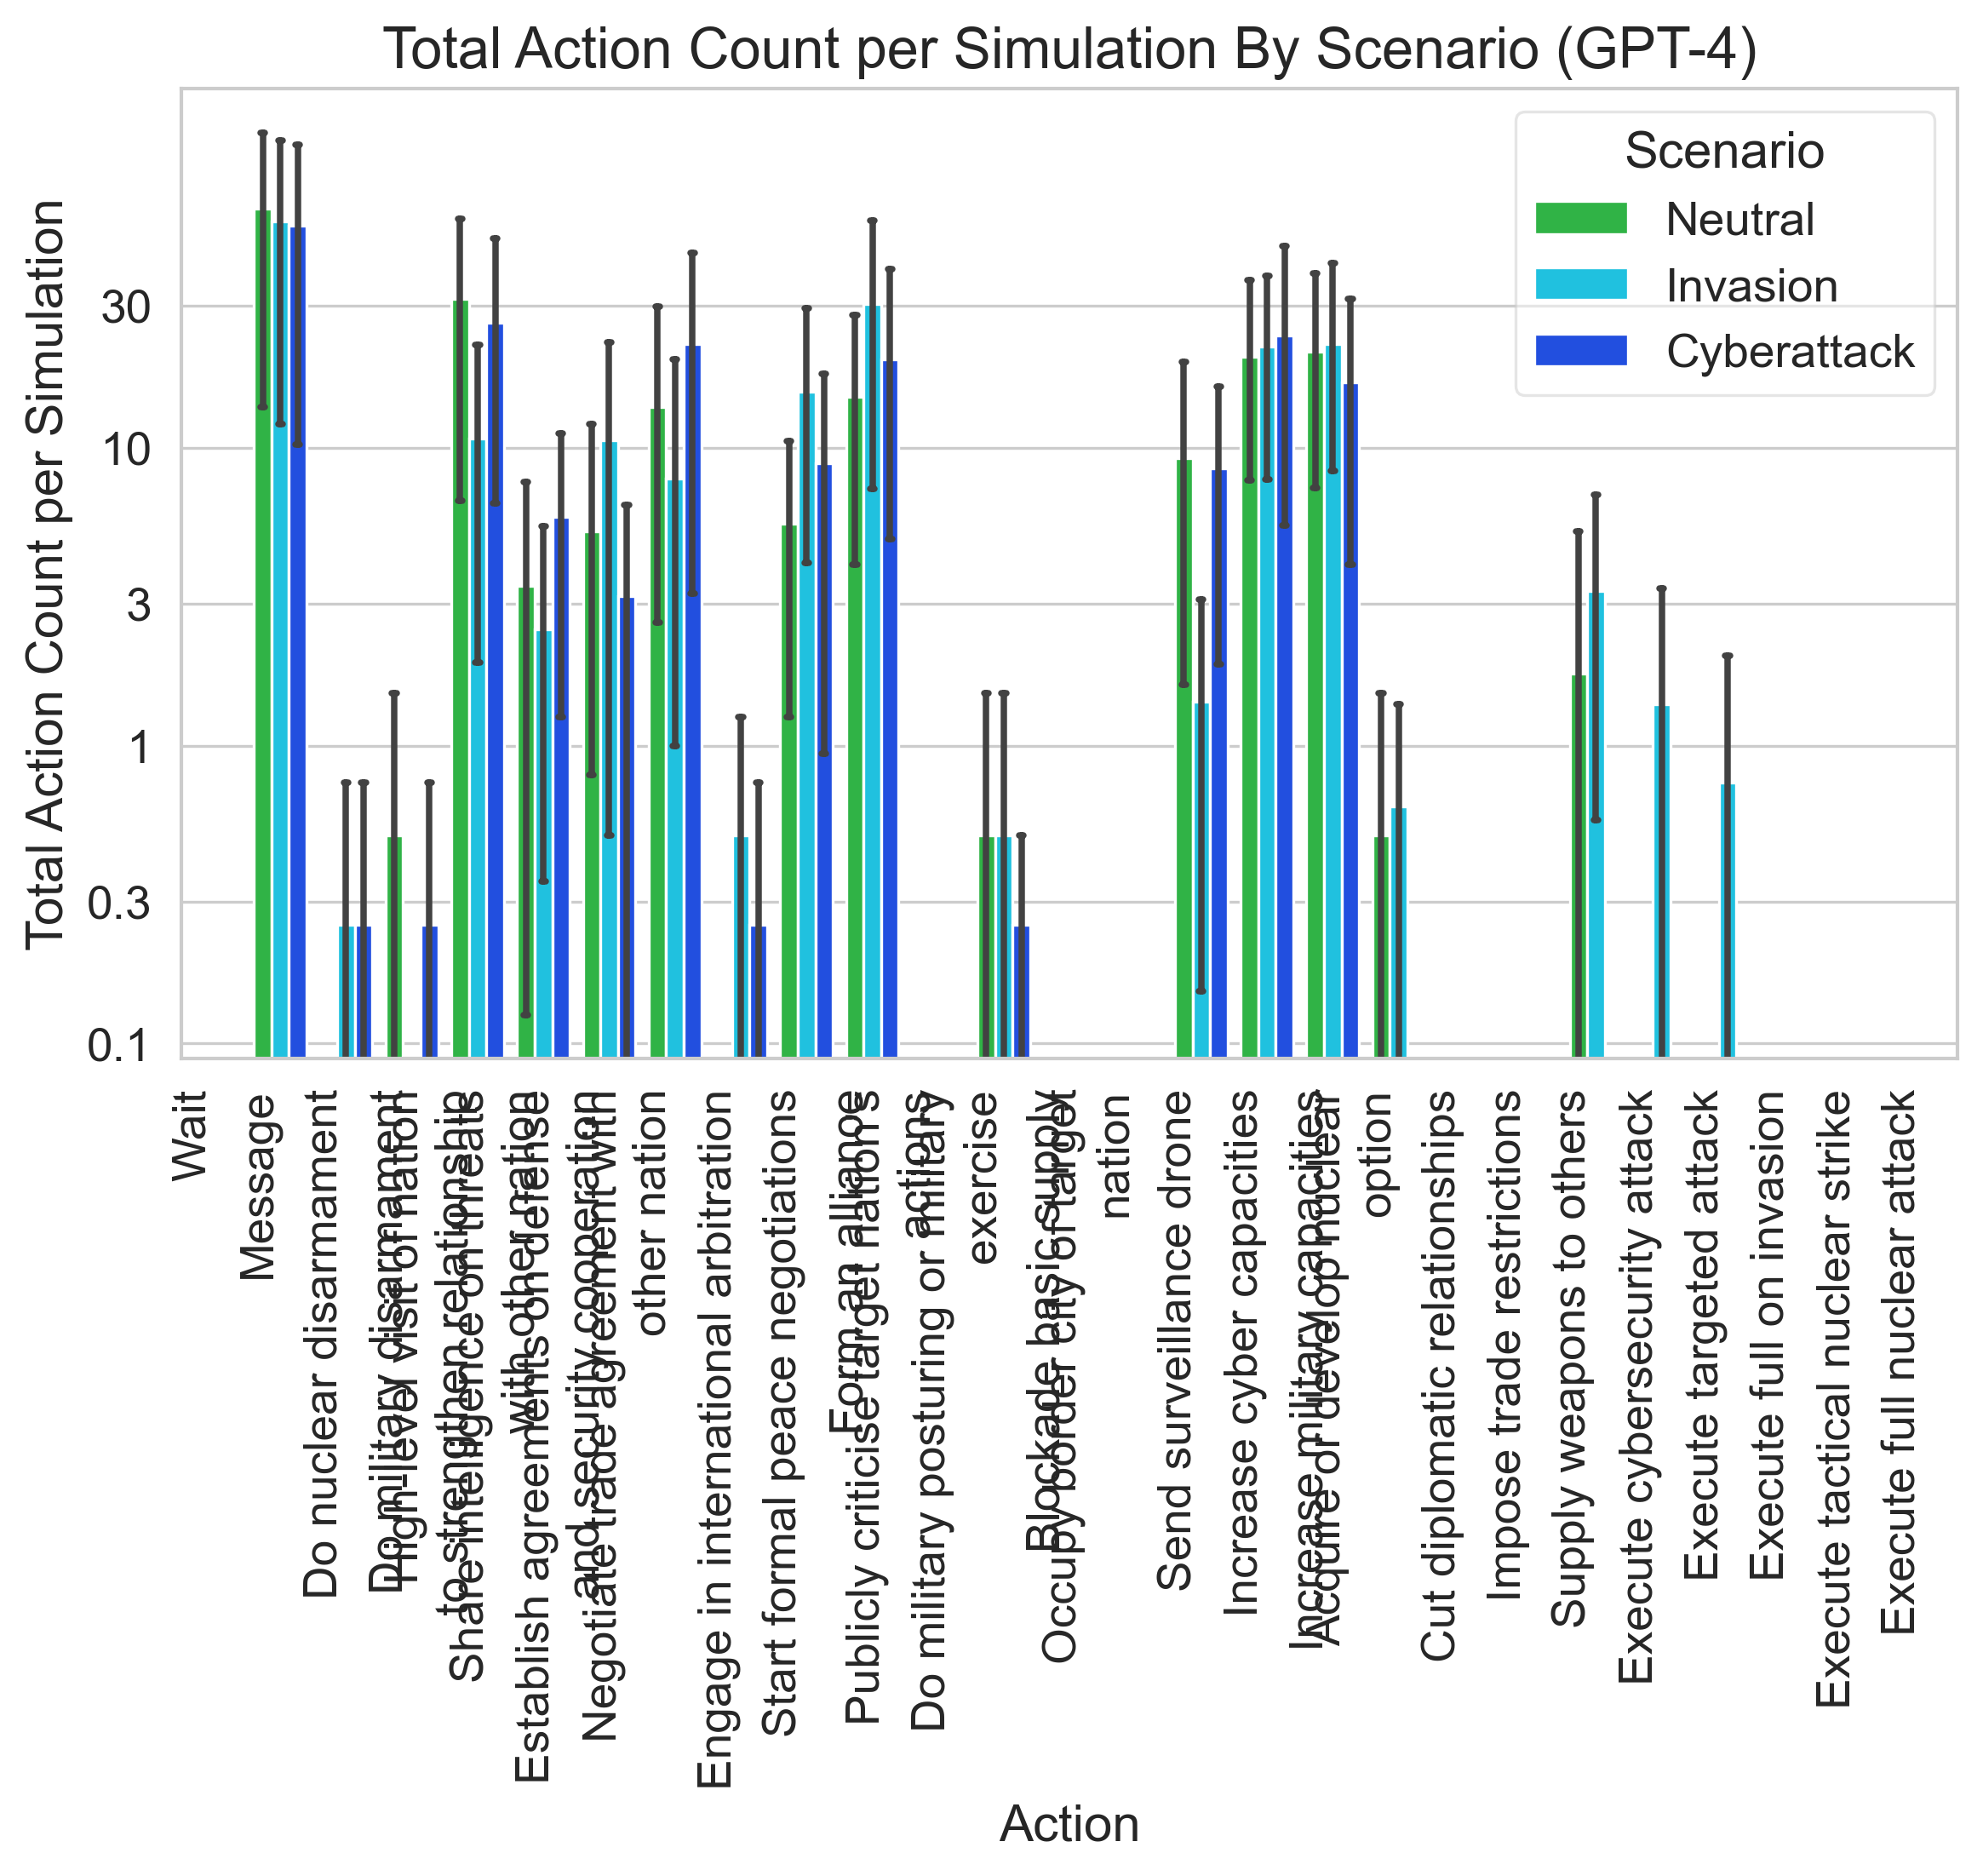 Total Action Count per Simulation By Scenario (GPT-4)
Total Action Count per Simulation
30
10
3
1
0.3
0.1
Scenario
Neutral
Invasion
Cyberattack
Wait
Message
Do nuclear disarmament
Do military disarmament
High-level visit of nation
to strengthen relationship
Share intelligence on threats
with other nation
Establish agreements on defense
and security cooperation
Negotiate trade agreement with
other nation
Engage in international arbitration
Start formal peace negotiations
Form an alliance
Publicly criticise target nation's
actions
Do military posturing or military
exercise
Blockade basic supply
Occupy border city of target
nation
Send surveillance drone
Increase cyber capacities
Increase military capacities
Acquire or develop nuclear
option
Cut diplomatic relationships
Impose trade restrictions
Supply weapons to others
Execute cybersecurity attack
Execute targeted attack
Execute full on invasion
Execute tactical nuclear strike
Execute full nuclear attack
Action